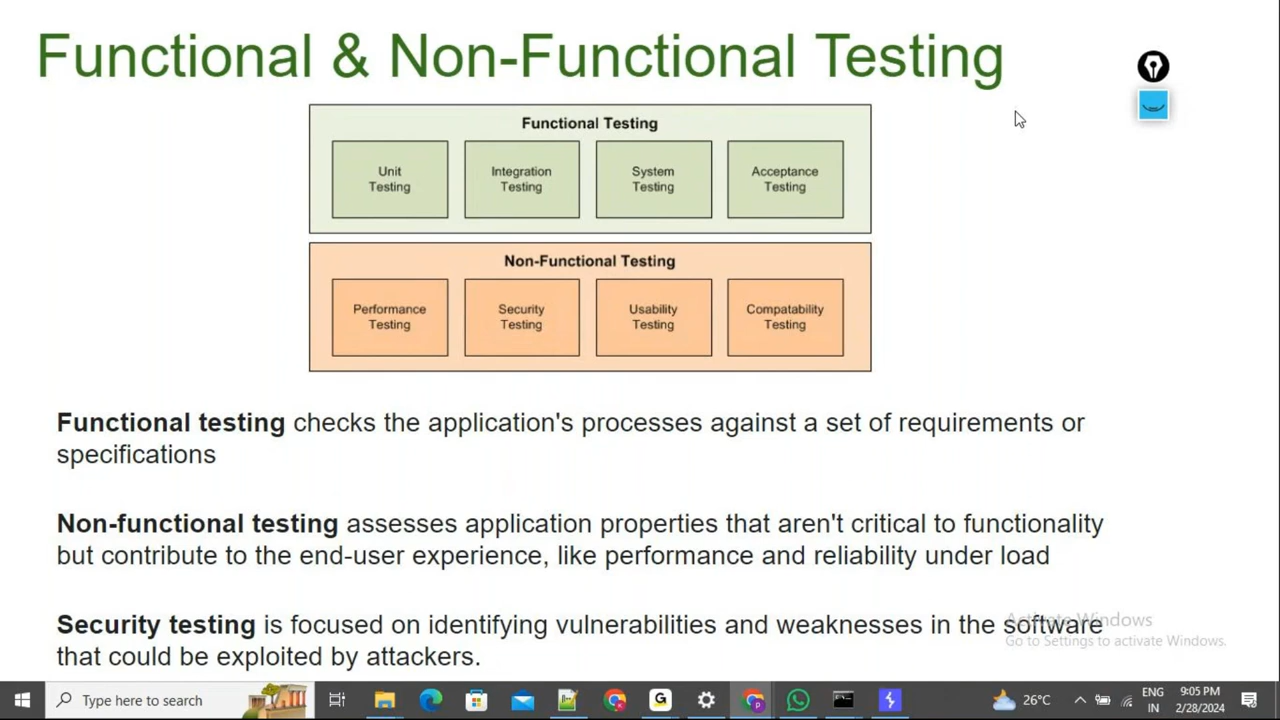 Functional & Non-Functional Testing
Functional Testing
Unit
Testing
Integration
Testing
System
Testing
Acceptance
Testing
Non-Functional Testing
Performance
Testing
Security
Testing
Usability
Testing
Compatability
Testing
Functional testing checks the application's processes against a set of requirements or
specifications
Non-functional testing assesses application properties that aren't critical to functionality
but contribute to the end-user experience, like performance and reliability under load
Security testing is focused on identifying vulnerabilities and weaknesses in the software
that could be exploited by attackers.
Activate Windows
Go to Settings to activate Windows.
Type here to search
G
P
26°C
ENG
IN
9:05 PM
2/28/2024